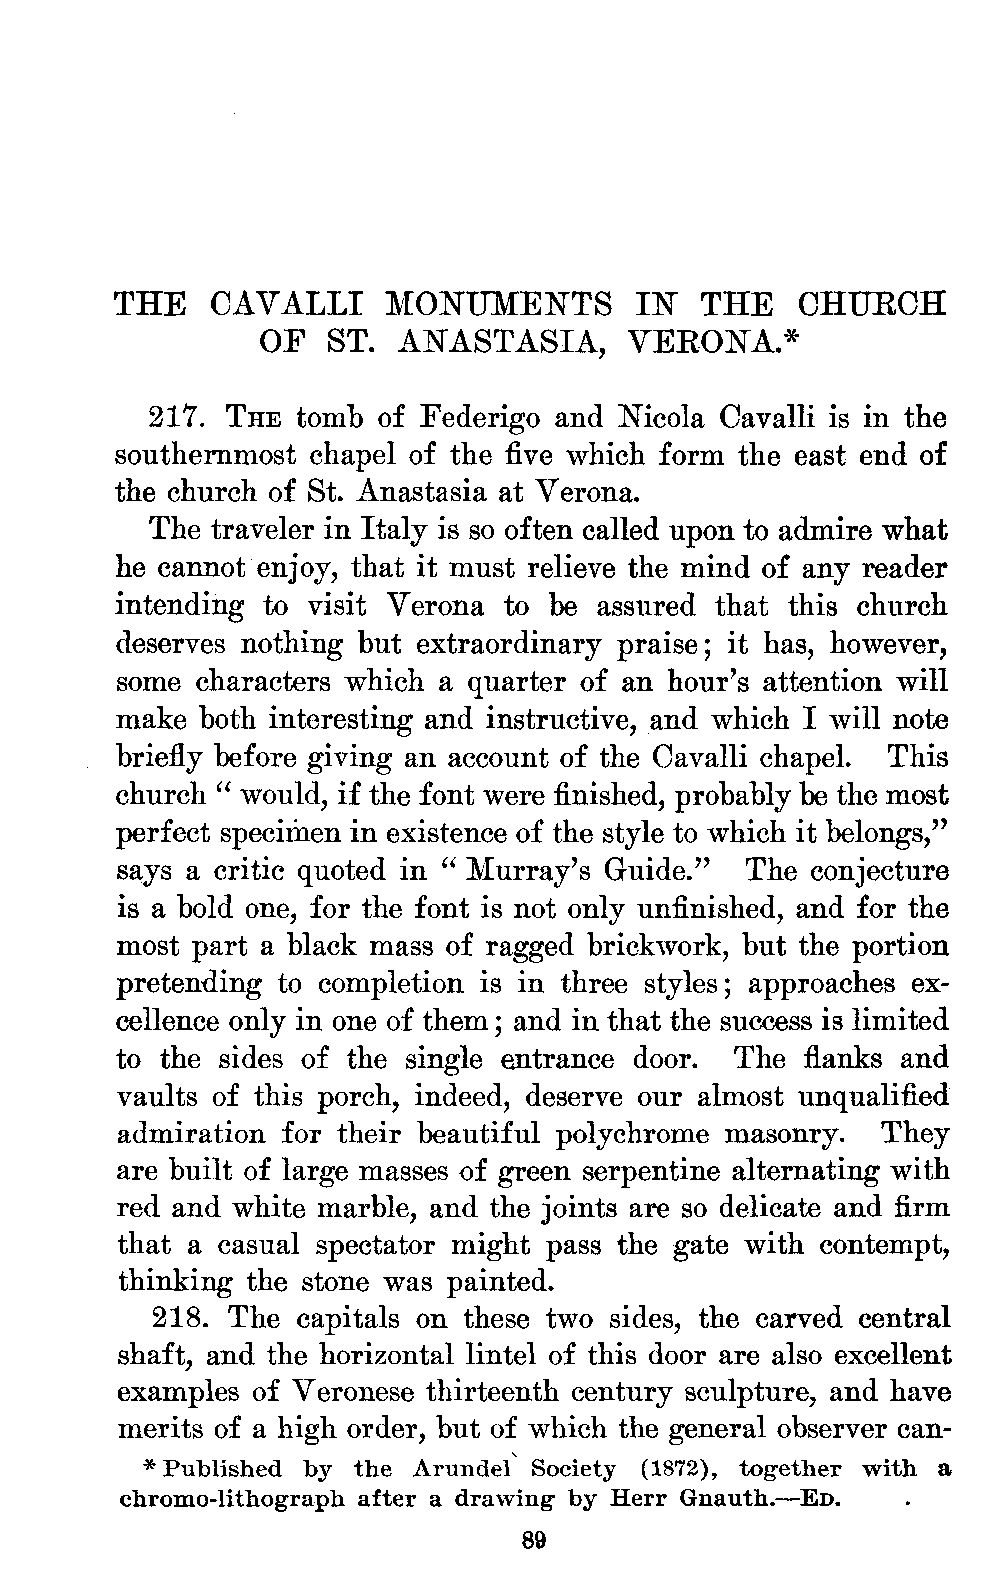 THE CAVALLI MONUMENTS IN THE CHURCH
OF ST. ANASTASIA, VERONA.*
217. THE tomb of Federigo and Nicola Cavalli is in the
southernmost chapel of the five which form the east end of
the church of St. Anastasia at Verona.
The traveler in Italy is so often called upon to admire what
he cannot enjoy, that it must relieve the mind of any reader
intending to visit Verona to be assured that this church
deserves nothing but extraordinary praise; it has, however,
some characters which a quarter of an hour's attention will
make both interesting and instructive, and which I will note
briefly before giving an account of the Cavalli chapel. This
church " would, if the font were finished, probably be the most
perfect specimen in existence of the style to which it belongs,"
says a critic quoted in " Murray's Guide." The conjecture
is a bold one, for the font is not only unfinished, and for the
most part a black mass of ragged brickwork, but the portion
pretending to completion is in three styles; approaches ex-
cellence only in one of them; and in that the success is limited
to the sides of the single entrance door. The flanks and
vaults of this porch, indeed, deserve our almost unqualified
admiration for their beautiful polychrome masonry. They
are built of large masses of green serpentine alternating with
red and white marble, and the joints are so delicate and firm
that a casual spectator might pass the gate with contempt,
thinking the stone was painted.
218. The capitals on these two sides, the carved central
shaft, and the horizontal lintel of this door are also excellent
examples of Veronese thirteenth century sculpture, and have
merits of a high order, but of which the general observer can-
* Published by the Arundel Society (1872), together with a
chromo-lithograph after a drawing by Herr Gnauth.—ED.
89